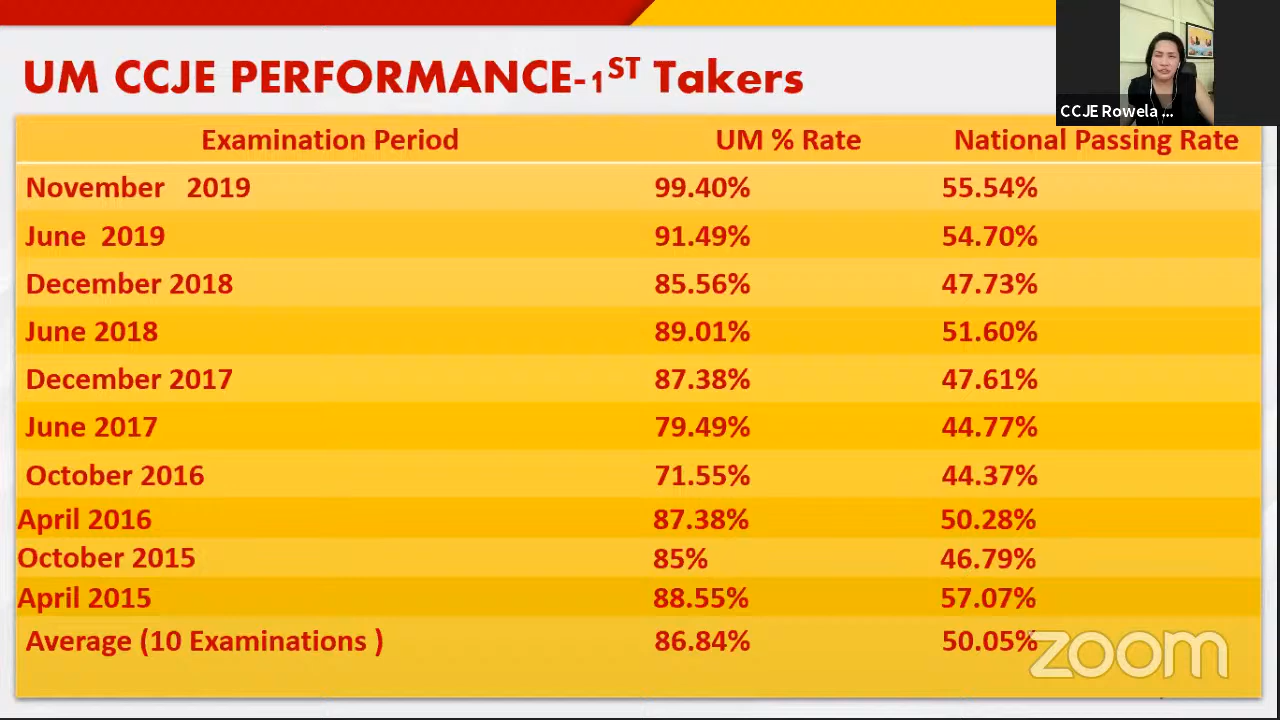 UM CCJE PERFORMANCE-1ST Takers
CCJE Rowela ...
Examination Period UM % Rate National Passing Rate
November 2019 99.40% 55.54%
June 2019 91.49% 54.70%
December 2018 85.56% 47.73%
June 2018 89.01% 51.60%
December 2017 87.38% 47.61%
June 2017 79.49% 44.77%
October 2016 71.55% 44.37%
April 2016 87.38% 50.28%
October 2015 85% 46.79%
April 2015 88.55% 57.07%
Average (10 Examinations ) 86.84% 50.05%
zoom